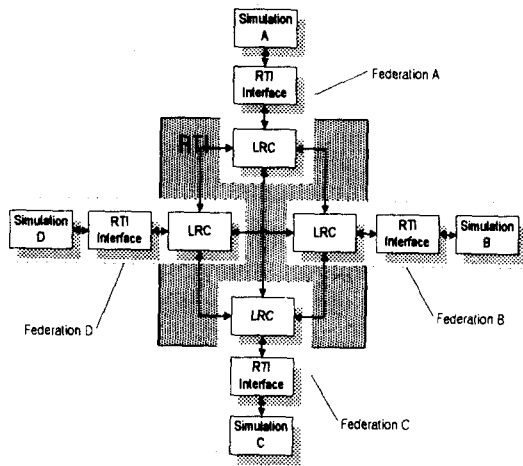 Simulation
A
Federation A
RTI
Interface
RTI
LRC
Simulation
D
RTI
Interface
LRC
LRC
RTI
Interface
Simulation
B
LRC
Federation D
Federation B
RTI
Interface
Simulation
C
Federation C